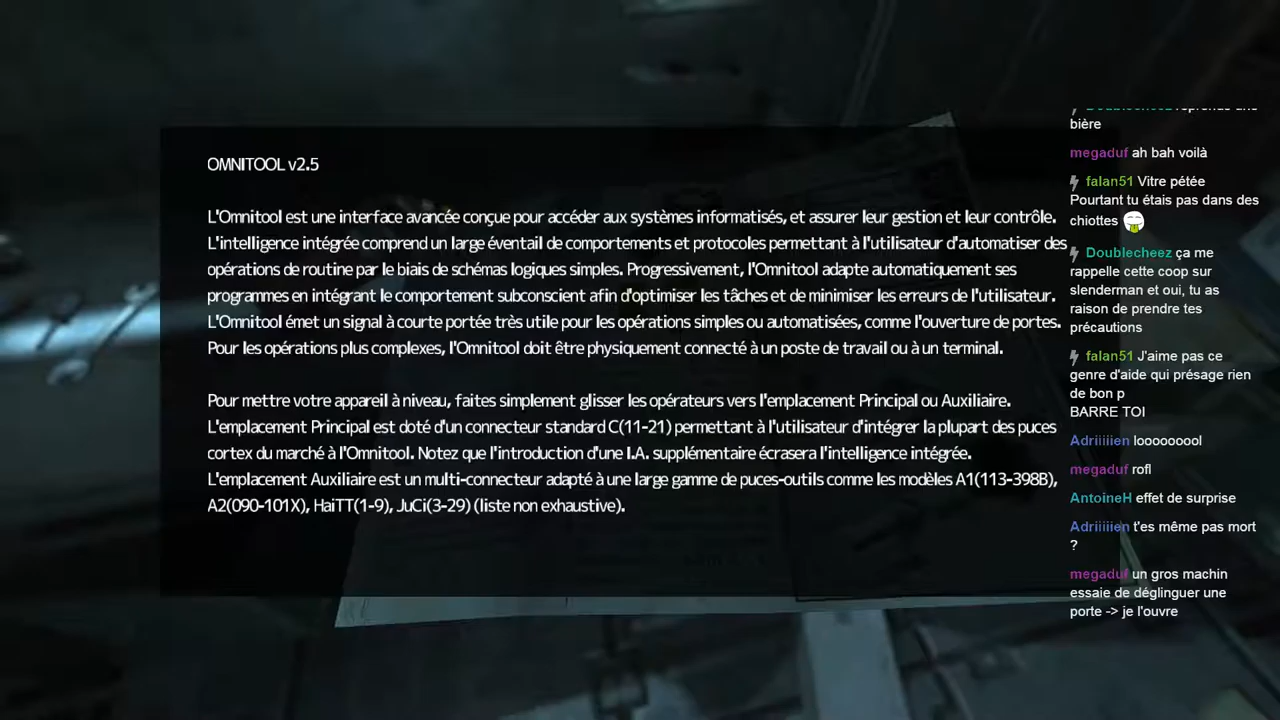 OMNITOOL v2.5
L'Omnitool est une interface avancée conçue pour accéder aux systèmes informatisés, et assurer leur gestion et leur contrôle.
L'intelligence intégrée comprend un large éventail de comportements et protocoles permettant à l'utilisateur d'automatiser des
opérations de routine par le biais de schémas logiques simples. Progressivement, l'Omnitool adapte automatiquement ses
programmes en intégrant le comportement subconscient afin d'optimiser les tâches et de minimiser les erreurs de l'utilisateur.
L'Omnitool émet un signal à courte portée très utile pour les opérations simples ou automatisées, comme l'ouverture de portes.
Pour les opérations plus complexes, l'Omnitool doit être physiquement connecté à un poste de travail ou à un terminal.
Pour mettre votre appareil à niveau, faites simplement glisser les opérateurs vers l'emplacement Principal ou Auxiliaire.
L'emplacement Principal est doté d'un connecteur standard C(11-21) permettant à l'utilisateur d'intégrer la plupart des puces
cortex du marché à l'Omnitool. Notez que l'introduction d'une I.A. supplémentaire écrasera l'intelligence intégrée.
L'emplacement Auxiliaire est un multi-connecteur adapté à une large gamme de puces-outils comme les modèles A1(113-398B),
A2(090-101X), HaiTT(1-9), JuCi(3-29) (liste non exhaustive).
Doublecheez reprends une
bière
megaduf ah bah voilà
falan51 Vitre pétée
Pourtant tu étais pas dans des
chiottes
Doublecheez ça me
rappelle cette coop sur
slenderman et oui, tu as
raison de prendre tes
précautions
falan51 J'aime pas ce
genre d'aide qui présage rien
de bon p
BARRE TOI
Adriiiiien looooooool
megaduf rofl
AntoineH effet de surprise
Adriiiiien t'es même pas mort
?
megaduf un gros machin
essaie de déglinguer une
porte -> je l'ouvre